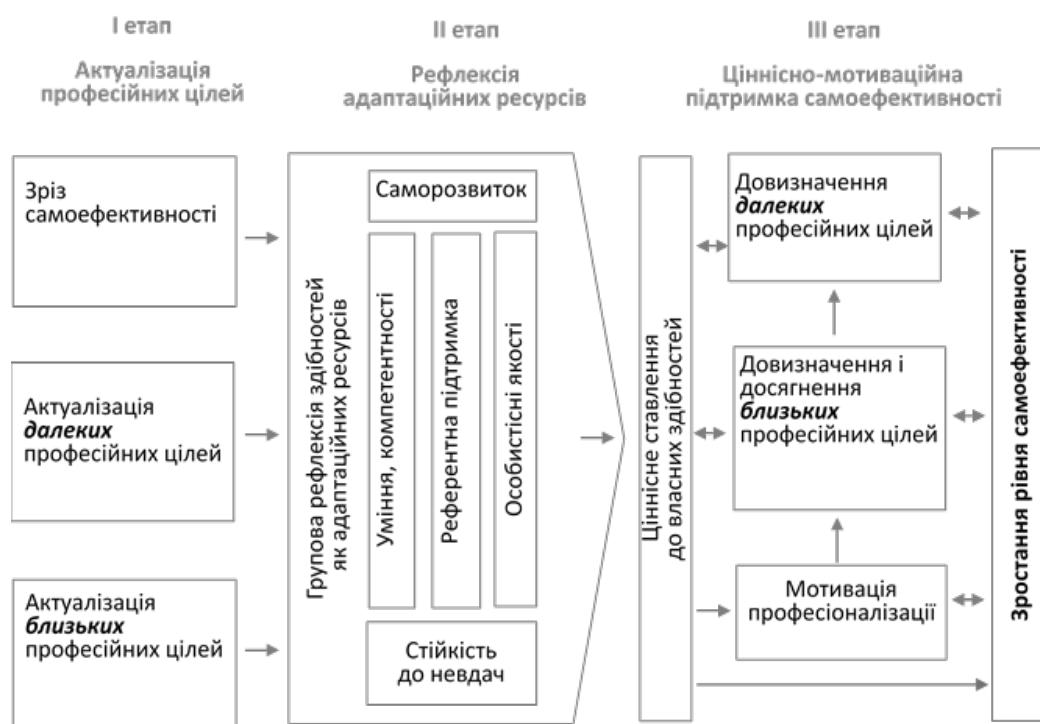 І етап
Актуалізація
професійних цілей
ІІ етап
Рефлексія
адаптаційних ресурсів
ІІІ етап
Ціннісно-мотиваційна
підтримка самоефективності
Зріз
самоефективності
Актуалізація
далеких
професійних цілей
Актуалізація
близьких
професійних цілей
Групова рефлексія здібностей
як адаптаційних ресурсів
Саморозвиток
Уміння, компетентності
Референтна підтримка
Особистісні якості
Стійкість
до невдач
Ціннісне ставлення
до власних здібностей
Довизначення
далеких
професійних цілей
Довизначення і
досягнення
близьких
професійних цілей
Мотивація
професіоналізації
Зростання рівня самоефективності